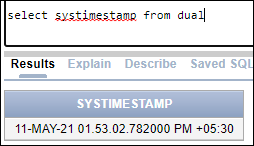 select systimestamp from dual
Results Explain Describe Saved SQL
SYSTIMESTAMP
11-MAY-21 01.53.02.782000 PM +05:30